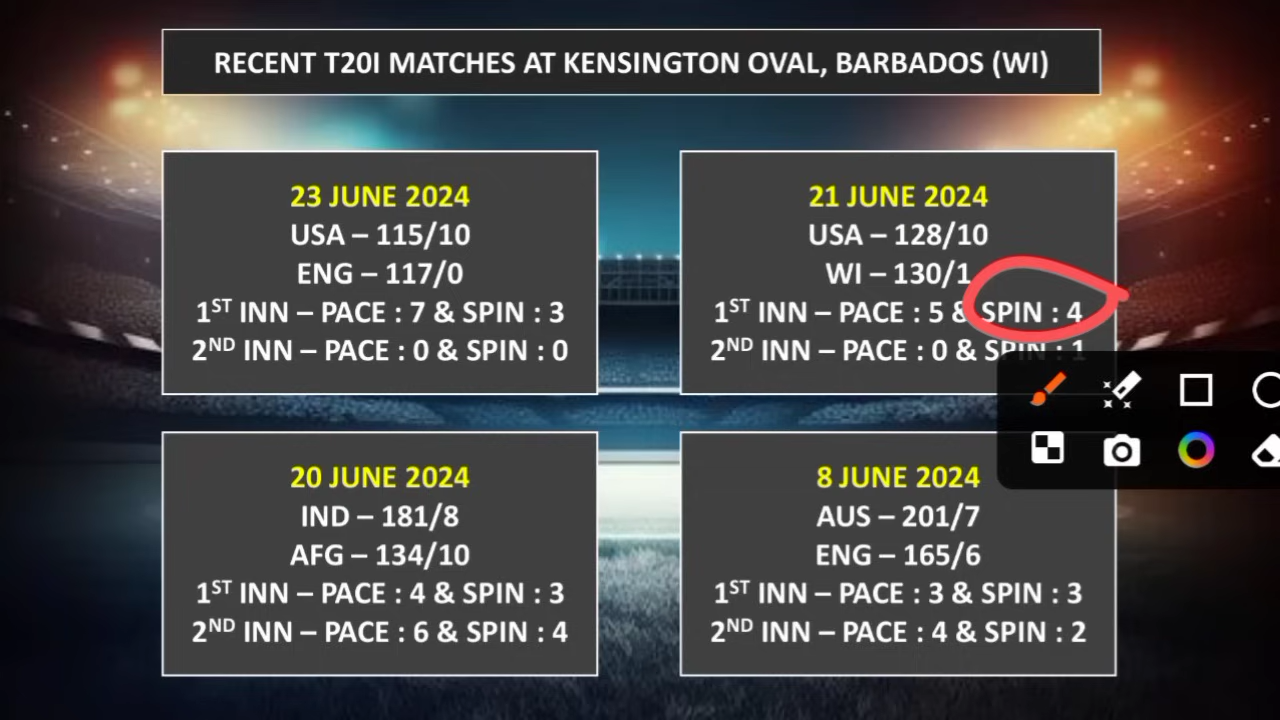 RECENT T20I MATCHES AT KENSINGTON OVAL, BARBADOS (WI)
23 JUNE 2024
USA – 115/10
ENG – 117/0
1ST INN – PACE : 7 & SPIN : 3
2ND INN – PACE : 0 & SPIN : 0
21 JUNE 2024
USA – 128/10
WI – 130/1
1ST INN – PACE : 5 & SPIN : 4
2ND INN – PACE : 0 & SPIN : 1
20 JUNE 2024
IND – 181/8
AFG – 134/10
1ST INN – PACE : 4 & SPIN : 3
2ND INN – PACE : 6 & SPIN : 4
8 JUNE 2024
AUS – 201/7
ENG – 165/6
1ST INN – PACE : 3 & SPIN : 3
2ND INN – PACE : 4 & SPIN : 2